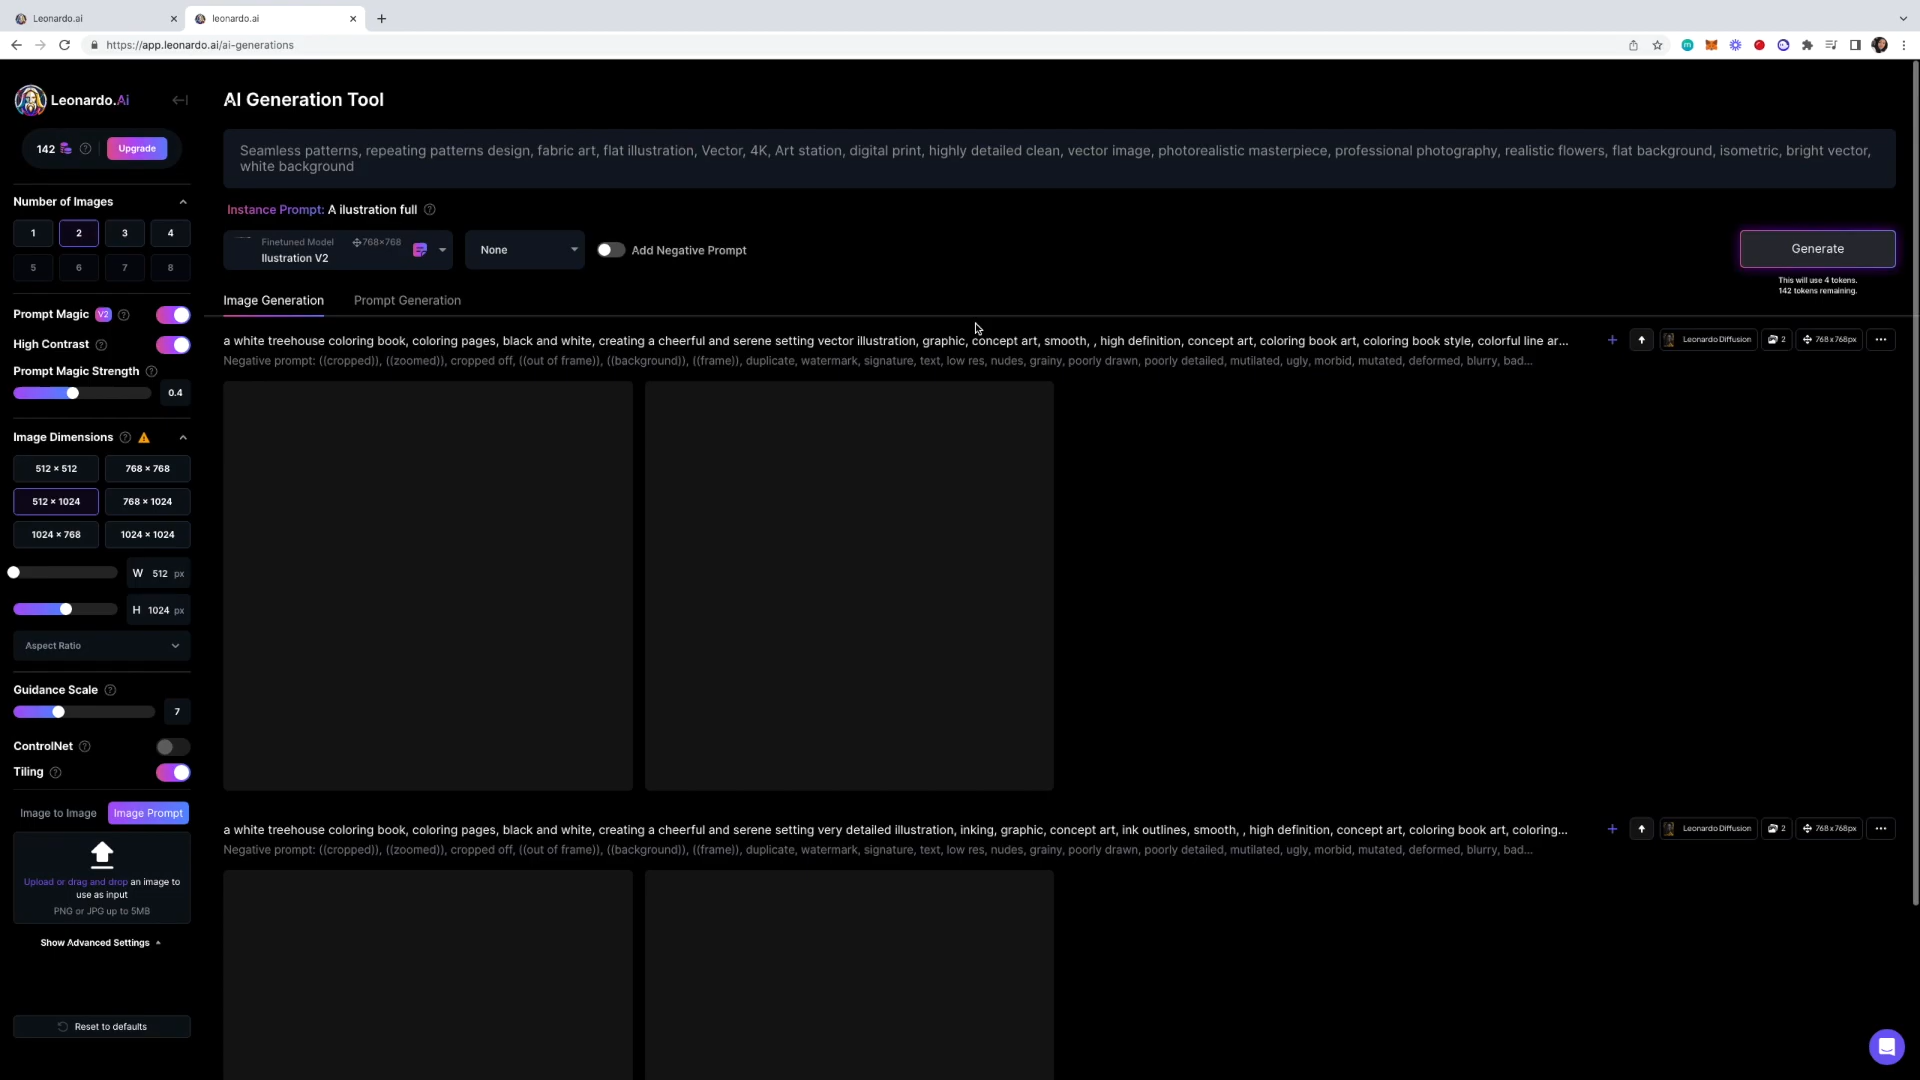 Leonardo.ai
leonardo.ai
https://app.leonardo.ai/ai-generations
Leonardo.Ai
142
Upgrade
Number of Images
1 2 3 4
5 6 7 8
Prompt Magic V2
High Contrast
Prompt Magic Strength
0.4
Image Dimensions
512 × 512 768 × 768
512 × 1024 768 × 1024
1024 × 768 1024 × 1024
W 512 px
H 1024 px
Aspect Ratio
Guidance Scale
7
ControlNet
Tiling
Image to Image Image Prompt
Upload or drag and drop an image to
use as input
PNG or JPG up to 5MB
Show Advanced Settings
Reset to defaults
AI Generation Tool
Seamless patterns, repeating patterns design, fabric art, flat illustration, Vector, 4K, Art station, digital print, highly detailed clean, vector image, photorealistic masterpiece, professional photography, realistic flowers, flat background, isometric, bright vector,
white background
Instance Prompt: A ilustration full
Finetuned Model 768×768
Ilustration V2
None
Add Negative Prompt
Generate
This will use 4 tokens.
142 tokens remaining.
Image Generation Prompt Generation
a white treehouse coloring book, coloring pages, black and white, creating a cheerful and serene setting vector illustration, graphic, concept art, smooth, , high definition, concept art, coloring book art, coloring book style, colorful line ar...
Leonardo Diffusion 2 768x768px
Negative prompt: ((cropped)), ((zoomed)), cropped off, ((out of frame)), ((background)), ((frame)), duplicate, watermark, signature, text, low res, nudes, grainy, poorly drawn, poorly detailed, mutilated, ugly, morbid, mutated, deformed, blurry, bad...
a white treehouse coloring book, coloring pages, black and white, creating a cheerful and serene setting very detailed illustration, inking, graphic, concept art, ink outlines, smooth, , high definition, concept art, coloring book art, coloring...
Leonardo Diffusion 2 768x768px
Negative prompt: ((cropped)), ((zoomed)), cropped off, ((out of frame)), ((background)), ((frame)), duplicate, watermark, signature, text, low res, nudes, grainy, poorly drawn, poorly detailed, mutilated, ugly, morbid, mutated, deformed, blurry, bad...